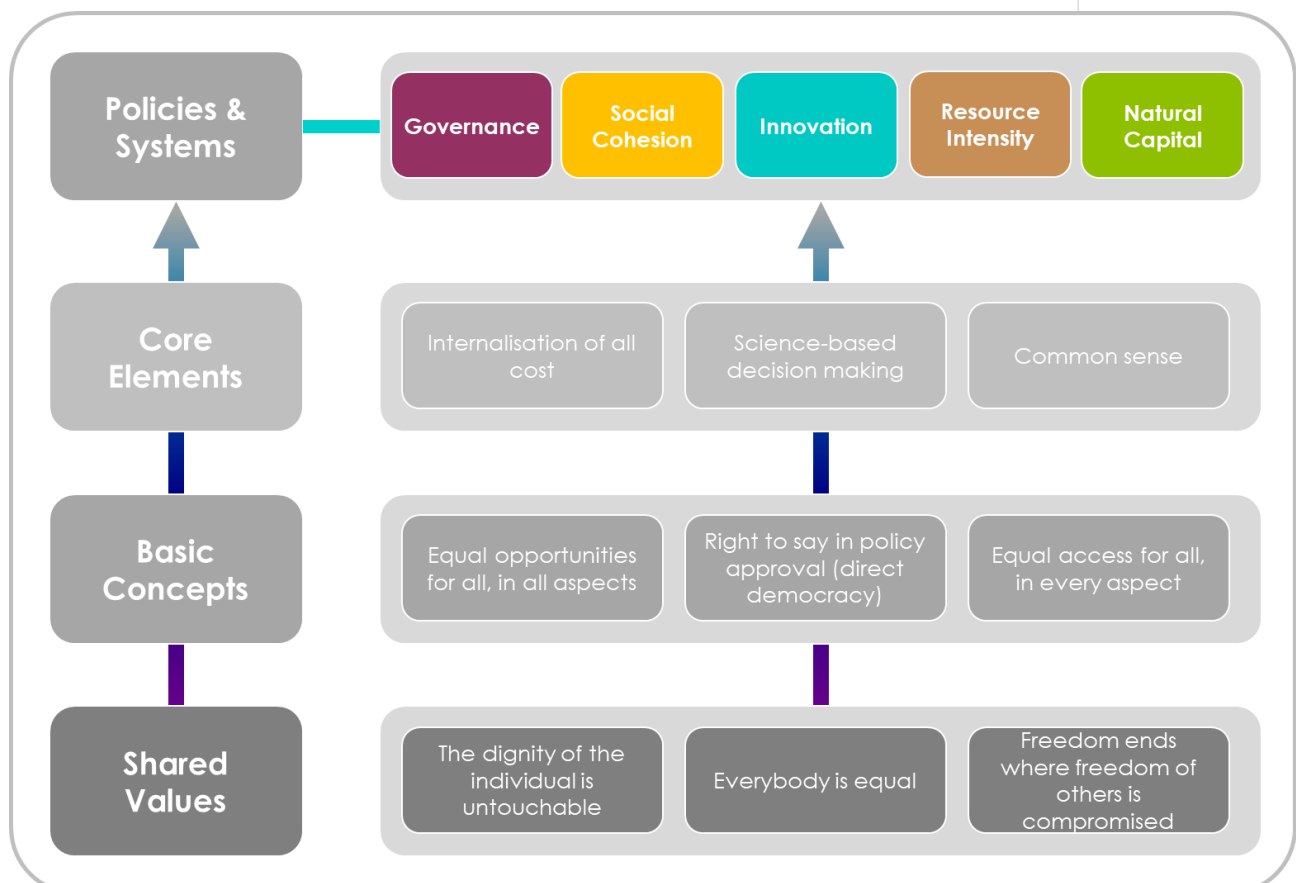 Policies &
Systems
Governance
Social
Cohesion
Innovation
Resource
Intensity
Natural
Capital
Core
Elements
Internalisation of all
cost
Science-based
decision making
Common sense
Basic
Concepts
Equal opportunities
for all, in all aspects
Right to say in policy
approval (direct
democracy)
Equal access for all,
in every aspect
Shared
Values
The dignity of the
individual is
untouchable
Everybody is equal
Freedom ends
where freedom of
others is
compromised